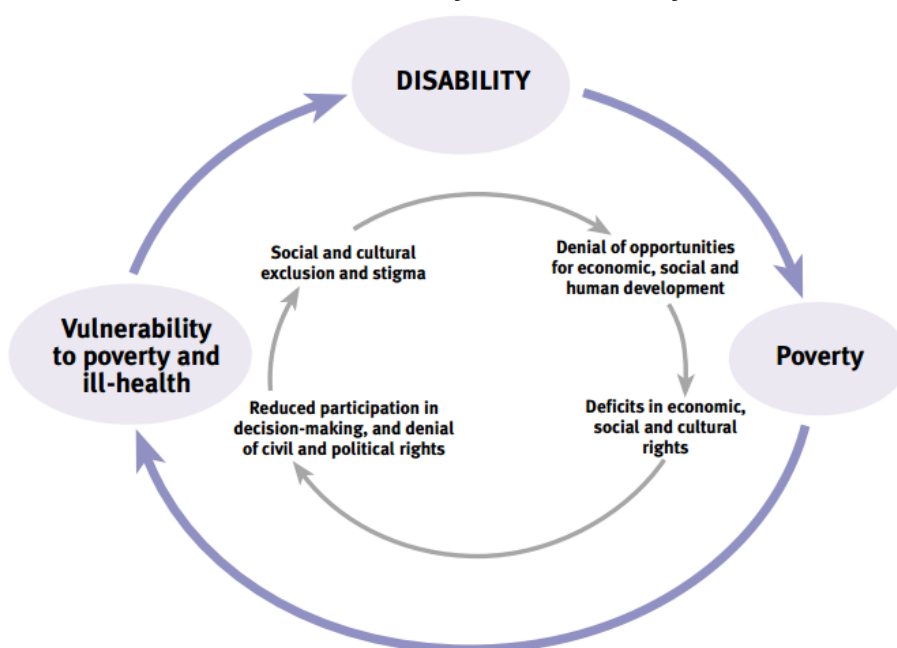 DISABILITY
Social and cultural
exclusion and stigma
Denial of opportunities
for economic, social and
human development
Vulnerability
to poverty and
ill-health
Poverty
Reduced participation in
decision-making, and denial
of civil and political rights
Deficits in economic,
social and cultural
rights